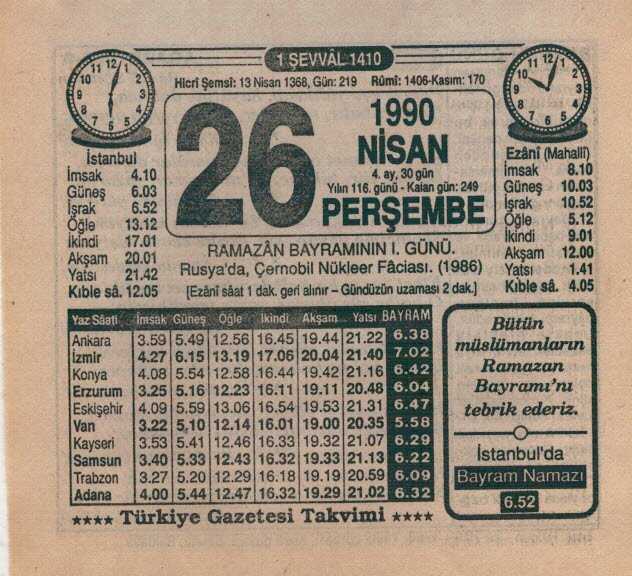 1 ŞEVVÂL 1410
Hicrî Şemsî: 13 Nisan 1368, Gün: 219 Rûmî: 1406-Kasım: 170
26
1990
NİSAN
4. ay, 30 gün
Yılın 116. günü - Kalan gün: 249
PERŞEMBE
İstanbul
İmsak 4.10
Güneş 6.03
İşrak 6.52
Öğle 13.12
İkindi 17.01
Akşam 20.01
Yatsı 21.42
Kıble sâ. 12.05
Ezânî (Mahallî)
İmsak 8.10
Güneş 10.03
İşrak 10.52
Öğle 5.12
İkindi 9.01
Akşam 12.00
Yatsı 1.41
Kıble sâ. 4.05
RAMAZÂN BAYRAMININ I. GÜNÜ.
Rusya'da, Çernobil Nükleer Fâciası. (1986)
[Ezânî sâat 1 dak. geri alınır – Gündüzün uzaması 2 dak.]
Yaz Sâati İmsak Güneş Öğle İkindi Akşam Yatsı BAYRAM
Ankara 3.59 5.49 12.56 16.45 19.44 21.22 6.38
İzmir 4.27 6.15 13.19 17.06 20.04 21.40 7.02
Konya 4.08 5.54 12.58 16.44 19.42 21.16 6.42
Erzurum 3.25 5.16 12.23 16.11 19.11 20.48 6.04
Eskişehir 4.09 5.59 13.06 16.54 19.53 21.31 6.47
Van 3.22 5.10 12.14 16.01 19.00 20.35 5.58
Kayseri 3.53 5.41 12.46 16.33 19.32 21.07 6.29
Samsun 3.40 5.33 12.43 16.32 19.33 21.13 6.22
Trabzon 3.27 5.20 12.29 16.18 19.19 20.59 6.09
Adana 4.00 5.44 12.47 16.32 19.29 21.02 6.32
Bütün
müslümanların
Ramazan
Bayramı'nı
tebrik ederiz.
İstanbul'da
Bayram Namazı
6.52
★★★★ Türkiye Gazetesi Takvimi ★★★★